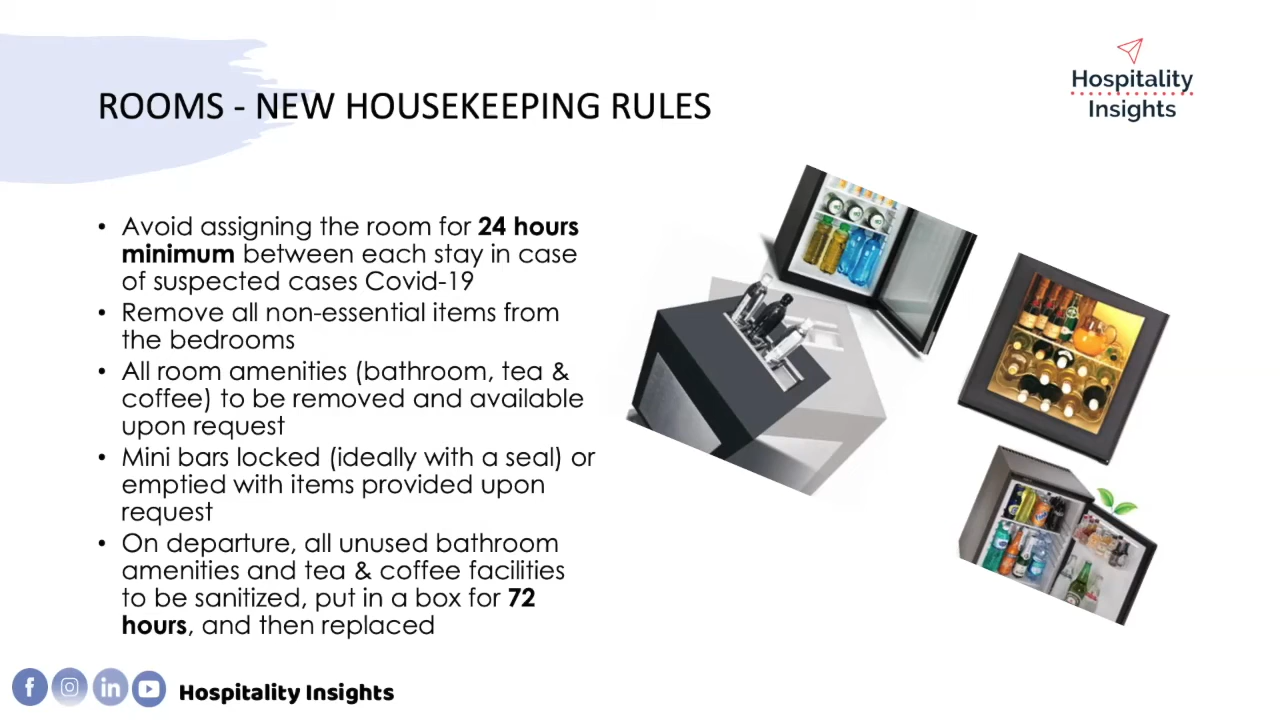 Hospitality
Insights
ROOMS - NEW HOUSEKEEPING RULES
• Avoid assigning the room for 24 hours
minimum between each stay in case
of suspected cases Covid-19
• Remove all non-essential items from
the bedrooms
• All room amenities (bathroom, tea &
coffee) to be removed and available
upon request
• Mini bars locked (ideally with a seal) or
emptied with items provided upon
request
• On departure, all unused bathroom
amenities and tea & coffee facilities
to be sanitized, put in a box for 72
hours, and then replaced
Hospitality Insights